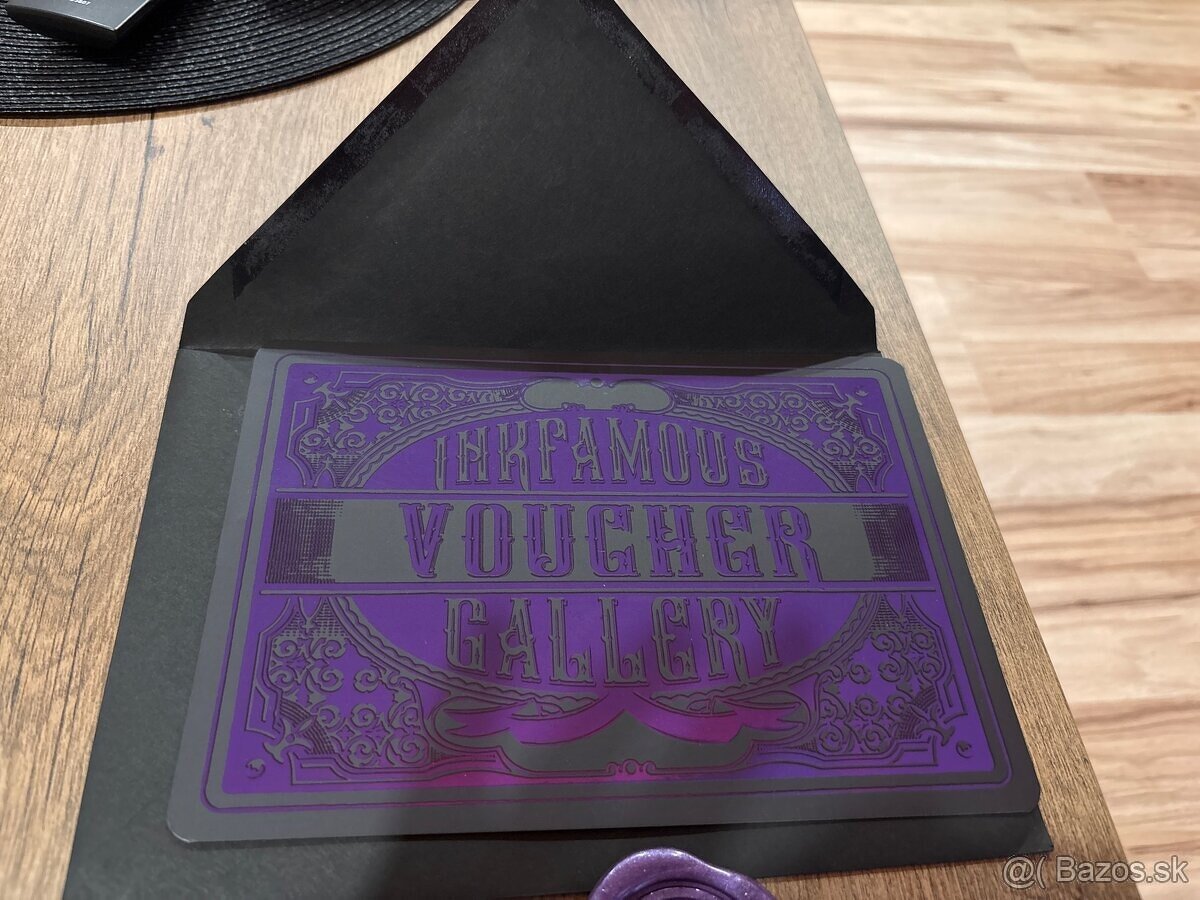 INKFAMOUS
VOUCHER
GALLERY
@( Bazos.sk